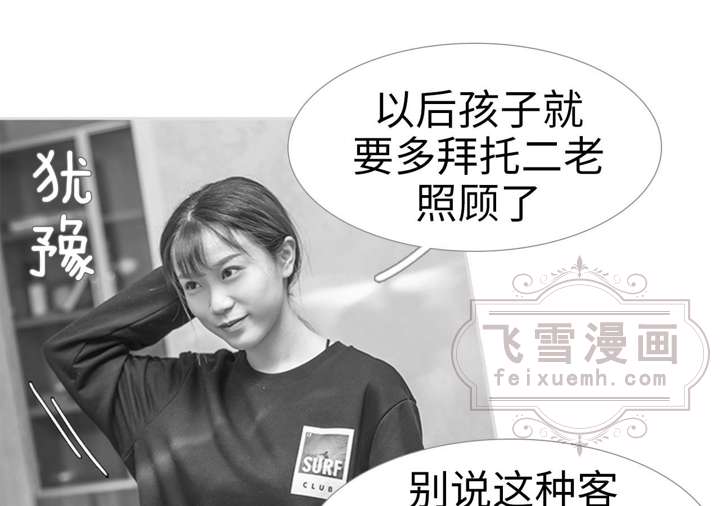 以后孩子就
要多拜托二老
照顾了
犹
豫
飞雪漫画
feixuemh.com
SURF
CLUB
别说这种客